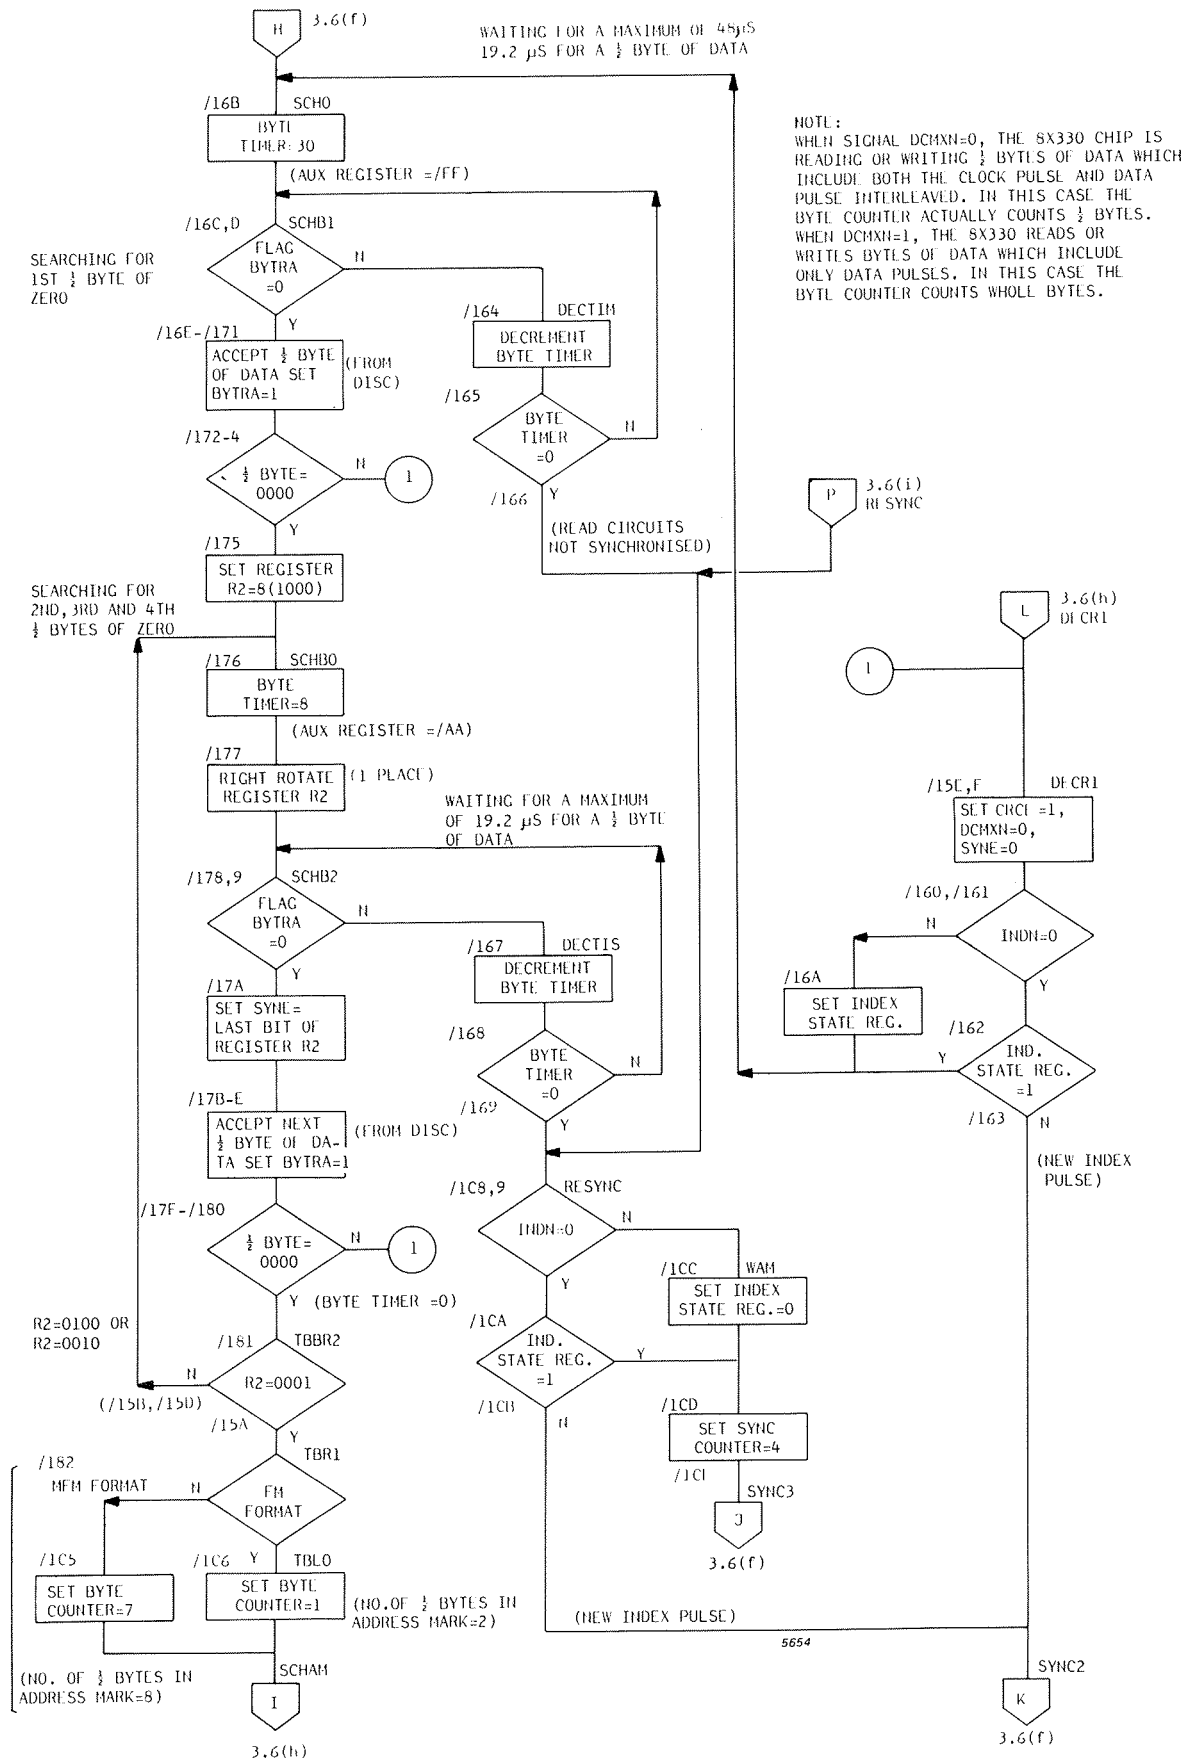 H
3.6(f)
WAITING FOR A MAXIMUM OF 48µS
19.2 µS FOR A ½ BYTE OF DATA
/16B
SCH0
BYTE
TIMER=30
(AUX REGISTER =/FF)
NOTE:
WHEN SIGNAL DCMXN=0, THE 8X330 CHIP IS
READING OR WRITING ½ BYTES OF DATA WHICH
INCLUDE BOTH THE CLOCK PULSE AND DATA
PULSE INTERLEAVED. IN THIS CASE THE
BYTE COUNTER ACTUALLY COUNTS ½ BYTES.
WHEN DCMXN=1, THE 8X330 READS OR
WRITES BYTES OF DATA WHICH INCLUDE
ONLY DATA PULSES. IN THIS CASE THE
BYTE COUNTER COUNTS WHOLE BYTES.
/16C,D
SCHB1
FLAG
BYTRA
=0
N
Y
SEARCHING FOR
1ST ½ BYTE OF
ZERO
/16E-/171
ACCEPT ½ BYTE
OF DATA SET
BYTRA=1
(FROM
DISC)
/164
DECTIM
DECREMENT
BYTE TIMER
/165
BYTE
TIMER
=0
N
/166
Y
(READ CIRCUITS
NOT SYNCHRONISED)
/172-4
½ BYTE=
0000
N
1
Y
P
3.6(i)
RESYNC
/175
SET REGISTER
R2=8(1000)
SEARCHING FOR
2ND,3RD AND 4TH
½ BYTES OF ZERO
/176
SCHB0
BYTE
TIMER=8
(AUX REGISTER =/AA)
/177
RIGHT ROTATE
REGISTER R2
(1 PLACE)
L
3.6(h)
DECR1
1
WAITING FOR A MAXIMUM
OF 19.2 µS FOR A ½ BYTE
OF DATA
/15E,F
DECR1
SET CRCE =1,
DCMXN=0,
SYNE=0
/178,9
SCHB2
FLAG
BYTRA
=0
N
Y
/160,/161
INDN=0
N
Y
/167
DECTIS
DECREMENT
BYTE TIMER
/16A
SET INDEX
STATE REG.
/17A
SET SYNE=
LAST BIT OF
REGISTER R2
/168
BYTE
TIMER
=0
N
/169
Y
/162
IND.
STATE REG.
=1
Y
/163
N
(NEW INDEX
PULSE)
/17B-E
ACCEPT NEXT
½ BYTE OF DA-
TA SET BYTRA=1
(FROM DISC)
/17F-/180
½ BYTE=
0000
N
1
Y
(BYTE TIMER =0)
/1C8,9
RESYNC
INDN=0
N
Y
/1CC
WAM
SET INDEX
STATE REG.=0
/1CA
IND.
STATE REG.
=1
Y
/1CB
N
R2=0100 OR
R2=0010
/181
TBBR2
R2=0001
N
(/15B,/15D)
/15A
Y
/1CD
SET SYNC
COUNTER=4
/1CE
SYNC3
J
3.6(f)
/182
TBR1
MFM FORMAT
N
FM
FORMAT
/1C5
SET BYTE
COUNTER=7
/1C6
Y
TBL0
SET BYTE
COUNTER=1
(NO.OF ½ BYTES IN
ADDRESS MARK=2)
(NEW INDEX PULSE)
5654
(NO. OF ½ BYTES IN
ADDRESS MARK=8)
SCHAM
I
3.6(h)
SYNC2
K
3.6(f)